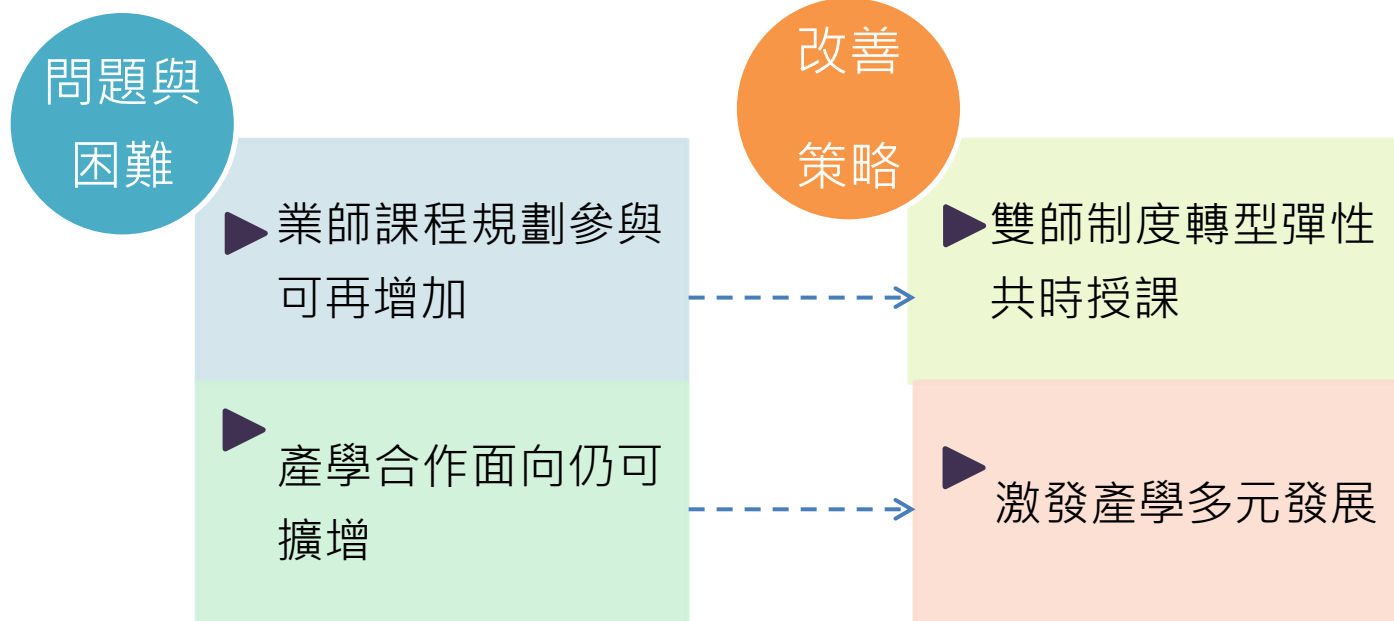 問題與
困難
改善
策略
業師課程規劃參與
可再增加
雙師制度轉型彈性
共時授課
產學合作面向仍可
擴增
激發產學多元發展